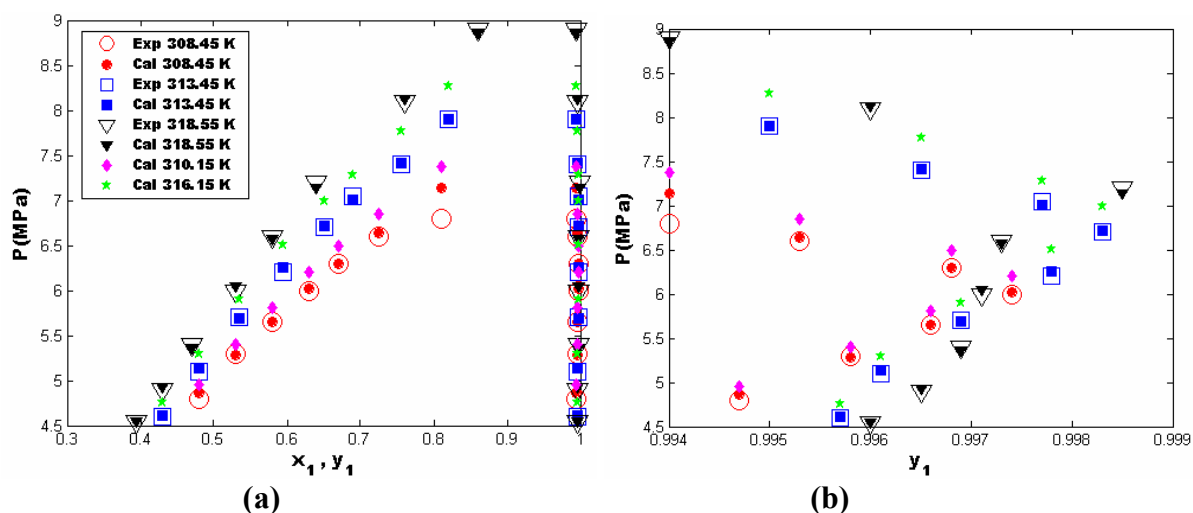 9
8.5
8
7.5
7
6.5
6
5.5
5
4.5
P(MPa)
Exp 308.45 K
Cal 308.45 K
Exp 313.45 K
Cal 313.45 K
Exp 318.55 K
Cal 318.55 K
Cal 310.15 K
Cal 316.15 K
0.3 0.4 0.5 0.6 0.7 0.8 0.9 1
x1 , y1
(a)
9
8.5
8
7.5
7
6.5
6
5.5
5
4.5
P(MPa)
0.994 0.995 0.996 0.997 0.998 0.999
y1
(b)